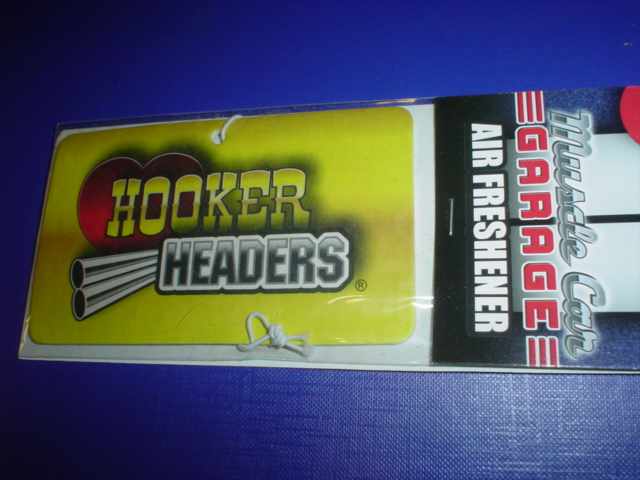 HOOKER
HEADERS®
Muscle Car
GARAGE
AIR FRESHENER